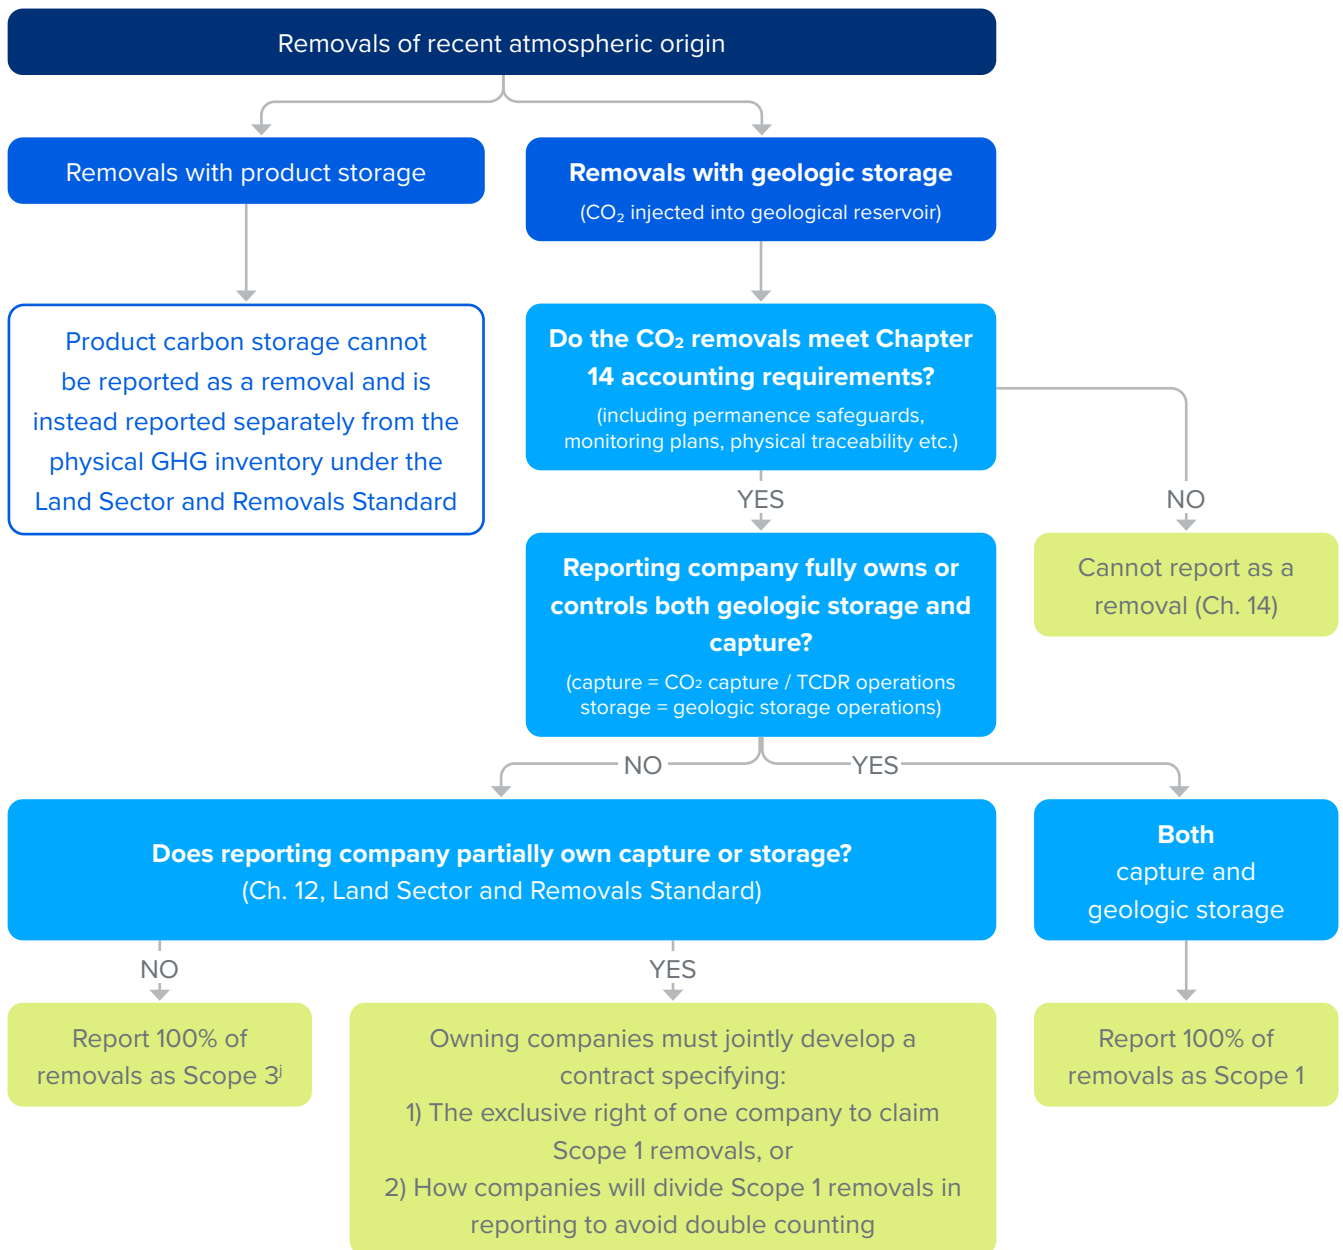 Removals of recent atmospheric origin
Removals with product storage
Removals with geologic storage
(CO₂ injected into geological reservoir)
Product carbon storage cannot
be reported as a removal and is
instead reported separately from the
physical GHG inventory under the
Land Sector and Removals Standard
Do the CO₂ removals meet Chapter
14 accounting requirements?
(including permanence safeguards,
monitoring plans, physical traceability etc.)
YES
NO
Reporting company fully owns or
controls both geologic storage and
capture?
(capture = CO₂ capture / TCDR operations
storage = geologic storage operations)
Cannot report as a
removal (Ch. 14)
NO
YES
Does reporting company partially own capture or storage?
(Ch. 12, Land Sector and Removals Standard)
Both
capture and
geologic storage
NO
YES
Report 100% of
removals as Scope 3ʲ
Owning companies must jointly develop a
contract specifying:
1) The exclusive right of one company to claim
Scope 1 removals, or
2) How companies will divide Scope 1 removals in
reporting to avoid double counting
Report 100% of
removals as Scope 1